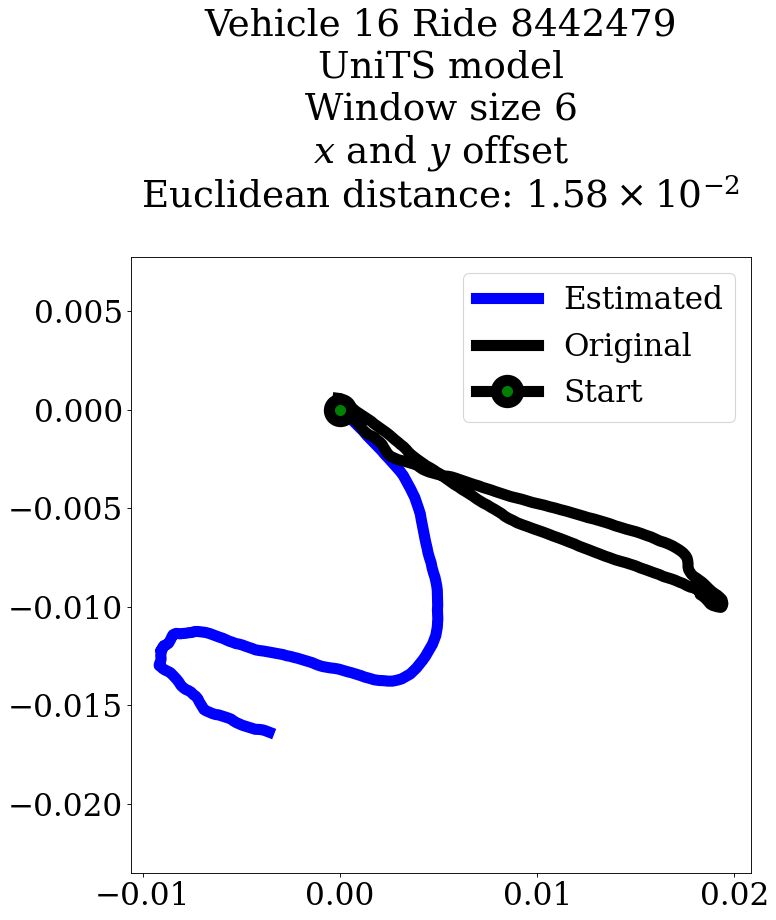 Vehicle 16 Ride 8442479
UniTS model
Window size 6
x and y offset
Euclidean distance: 1.58 × 10⁻²
Estimated
Original
Start
0.005
0.000
−0.005
−0.010
−0.015
−0.020
−0.01 0.00 0.01 0.02